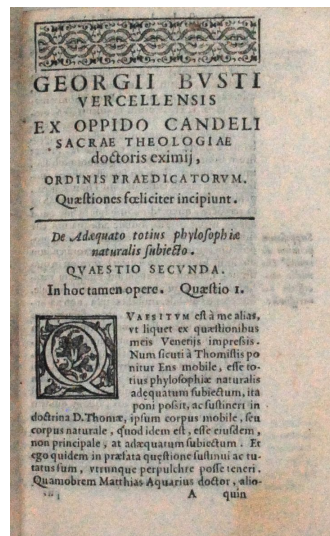 GEORGII BVSTI
VERCELLENSIS
EX OPPIDO CANDELI
SACRAE THEOLOGIAE
doctoris eximij,
ORDINIS PRAEDICATORVM.
Quæstiones fœliciter incipiunt.
De Adæquato totius phylosophiæ
naturalis subiecto.
QVAESTIO SECVNDA.
In hoc tamen opere. Quæstio 1.
QVAESITVM est à me alias,
vt liquet ex quæstionibus
meis Venetijs impressis.
Num sicuti à Thomistis po
nitur Ens mobile, esse to-
tius phylosophiæ naturalis
adequatum subiectum, ita
poni possit, ac sustineri in
doctrina D. Thomæ, ipsum corpus mobile, seu
corpus naturale, quod idem est, esse eiusdem,
non principale, at adæquatum subiectum. Et
ego quidem in præfata quęstione sustinui ac tu-
tatus sum, vtrunque perpulchre posse teneri.
Quamobrem Matthias Aquarius doctor, alio-
A quin